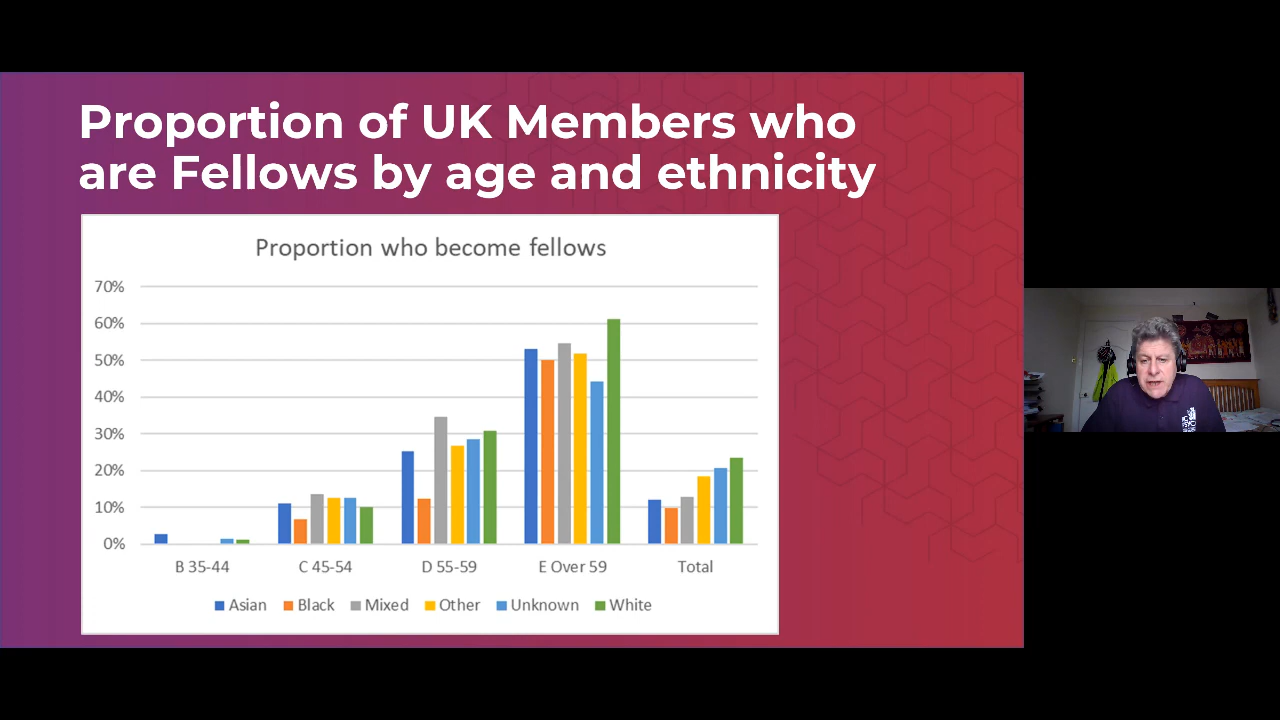 Proportion of UK Members who
are Fellows by age and ethnicity
Proportion who become fellows
70%
60%
50%
40%
30%
20%
10%
0%
B 35-44 C 45-54 D 55-59 E Over 59 Total
Asian Black Mixed Other Unknown White